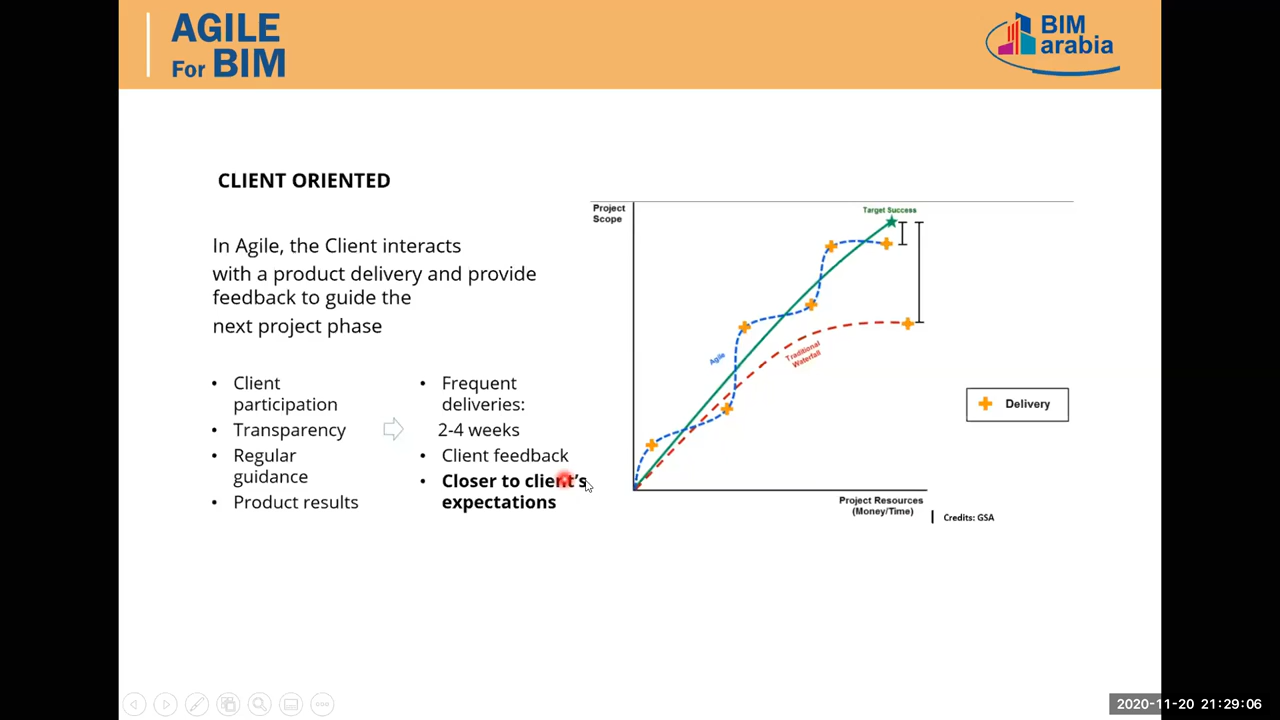 AGILE
For BIM
BIM
arabia
CLIENT ORIENTED
In Agile, the Client interacts
with a product delivery and provide
feedback to guide the
next project phase
• Client
participation
• Transparency
• Regular
guidance
• Product results
• Frequent
deliveries:
2-4 weeks
• Client feedback
• Closer to client's
expectations
Project
Scope
Target Success
Agile
Traditional
Waterfall
Delivery
Project Resources
(Money/Time)
Credits: GSA
2020-11-20 21:29:06